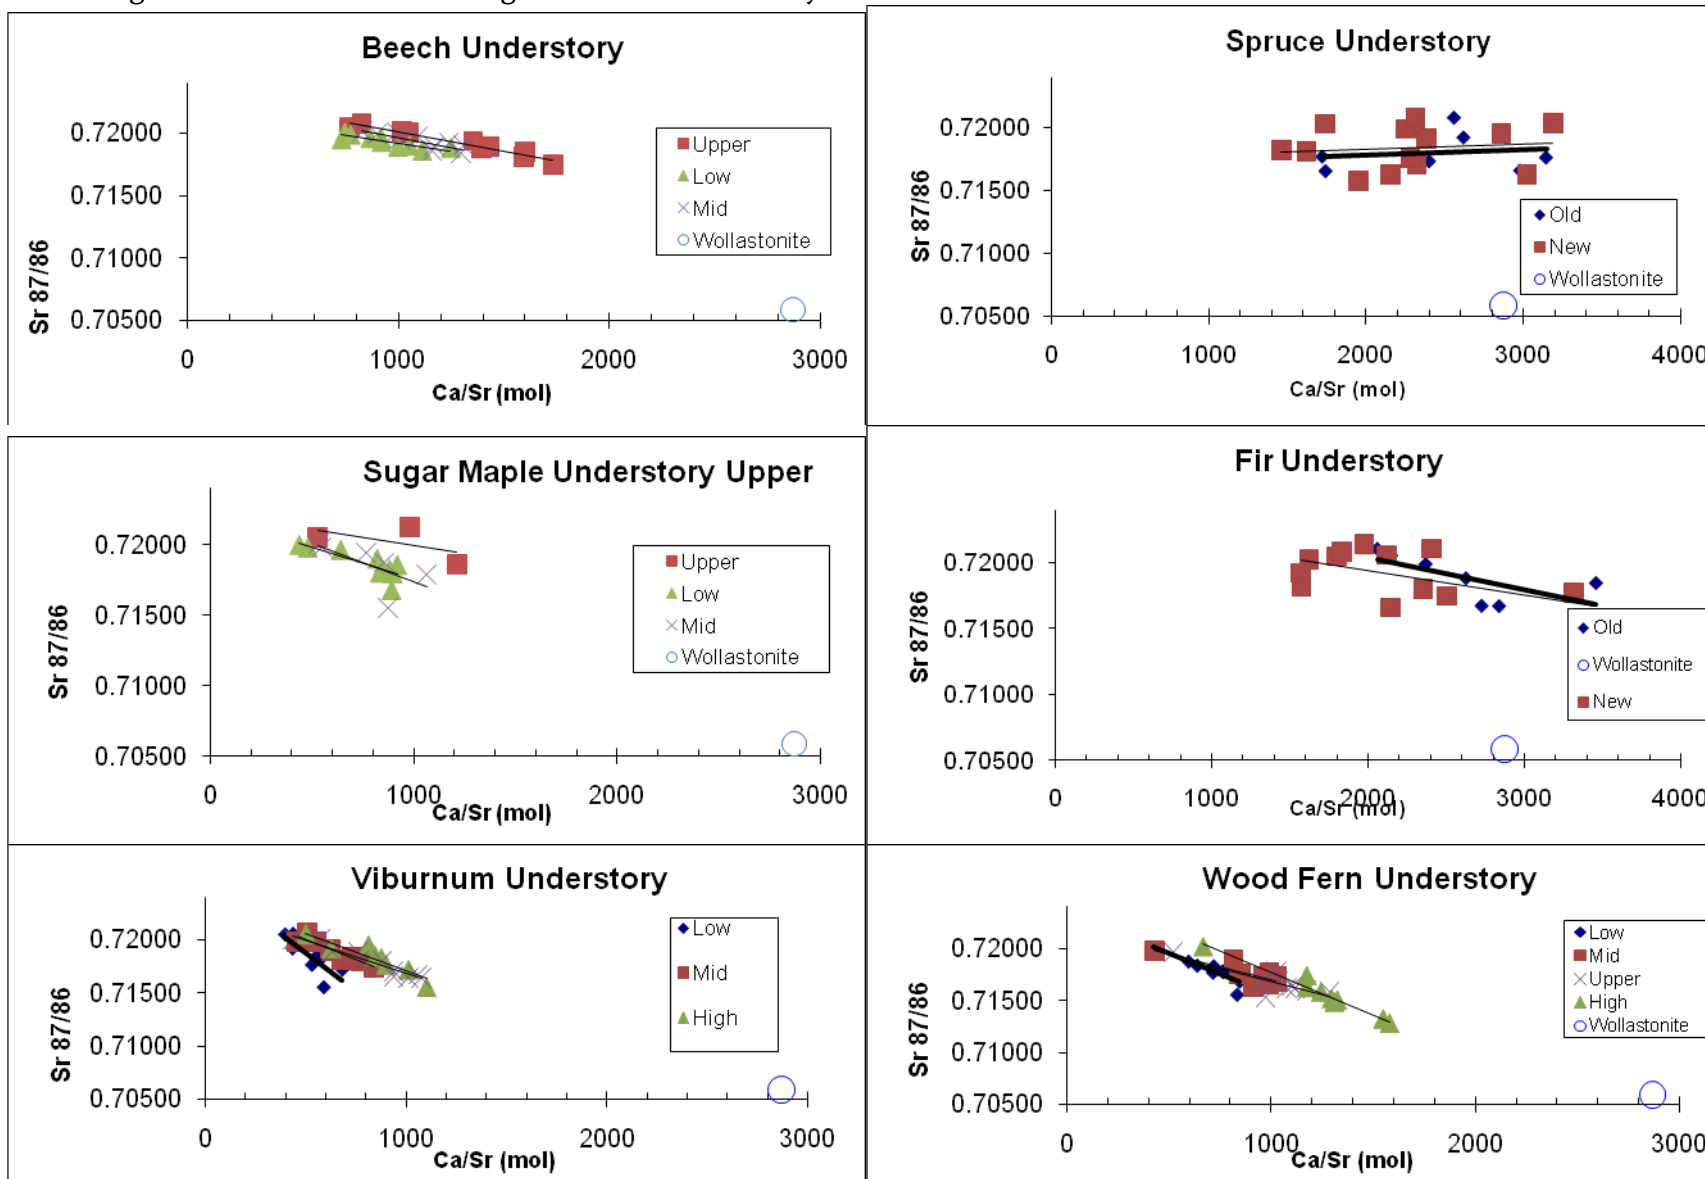 Beech Understory
0.72000
0.71500
0.71000
0.70500
Sr 87/86
0
1000
2000
3000
Ca/Sr (mol)
Upper
Low
Mid
Wollastonite
Spruce Understory
0.72000
0.71500
0.71000
0.70500
Sr 87/86
0
1000
2000
3000
4000
Ca/Sr (mol)
Old
New
Wollastonite
Sugar Maple Understory Upper
0.72000
0.71500
0.71000
0.70500
Sr 87/86
0
1000
2000
3000
Ca/Sr (mol)
Upper
Low
Mid
Wollastonite
Fir Understory
0.72000
0.71500
0.71000
0.70500
Sr 87/86
0
1000
2000
3000
4000
Ca/Sr (mol)
Old
Wollastonite
New
Viburnum Understory
0.72000
0.71500
0.71000
0.70500
Sr 87/86
0
1000
2000
3000
Ca/Sr (mol)
Low
Mid
High
Wood Fern Understory
0.72000
0.71500
0.71000
0.70500
Sr 87/86
0
1000
2000
3000
Ca/Sr (mol)
Low
Mid
Upper
High
Wollastonite